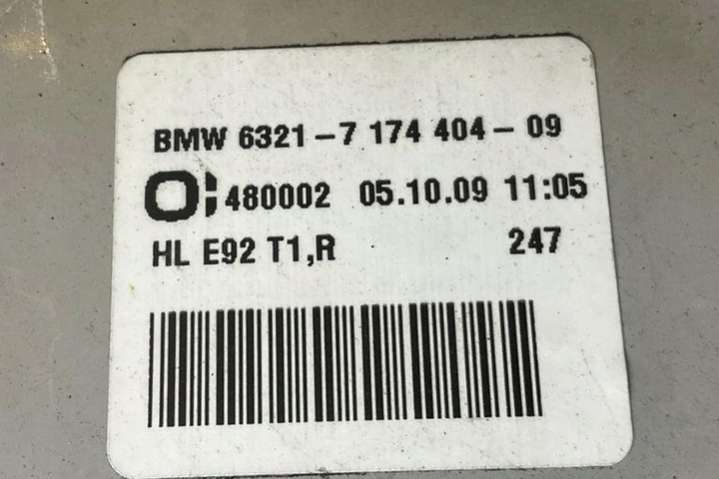 BMW 6321-7 174 404-09
480002 05.10.09 11:05
HL E92 T1,R 247